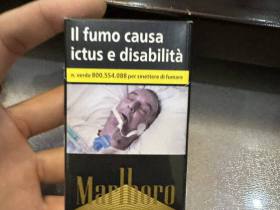 Il fumo causa
ictus e disabilità
n. verde 800.554.088 per smettere di fumare
Marlboro